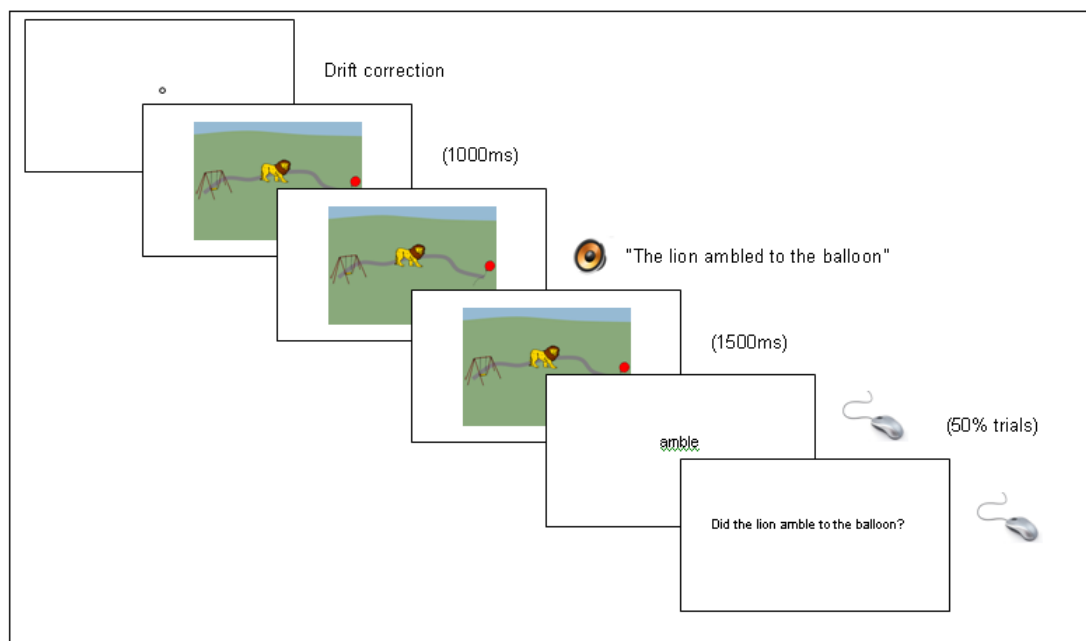 Drift correction
(1000ms)
"The lion ambled to the balloon"
(1500ms)
amble
(50% trials)
Did the lion amble to the balloon?